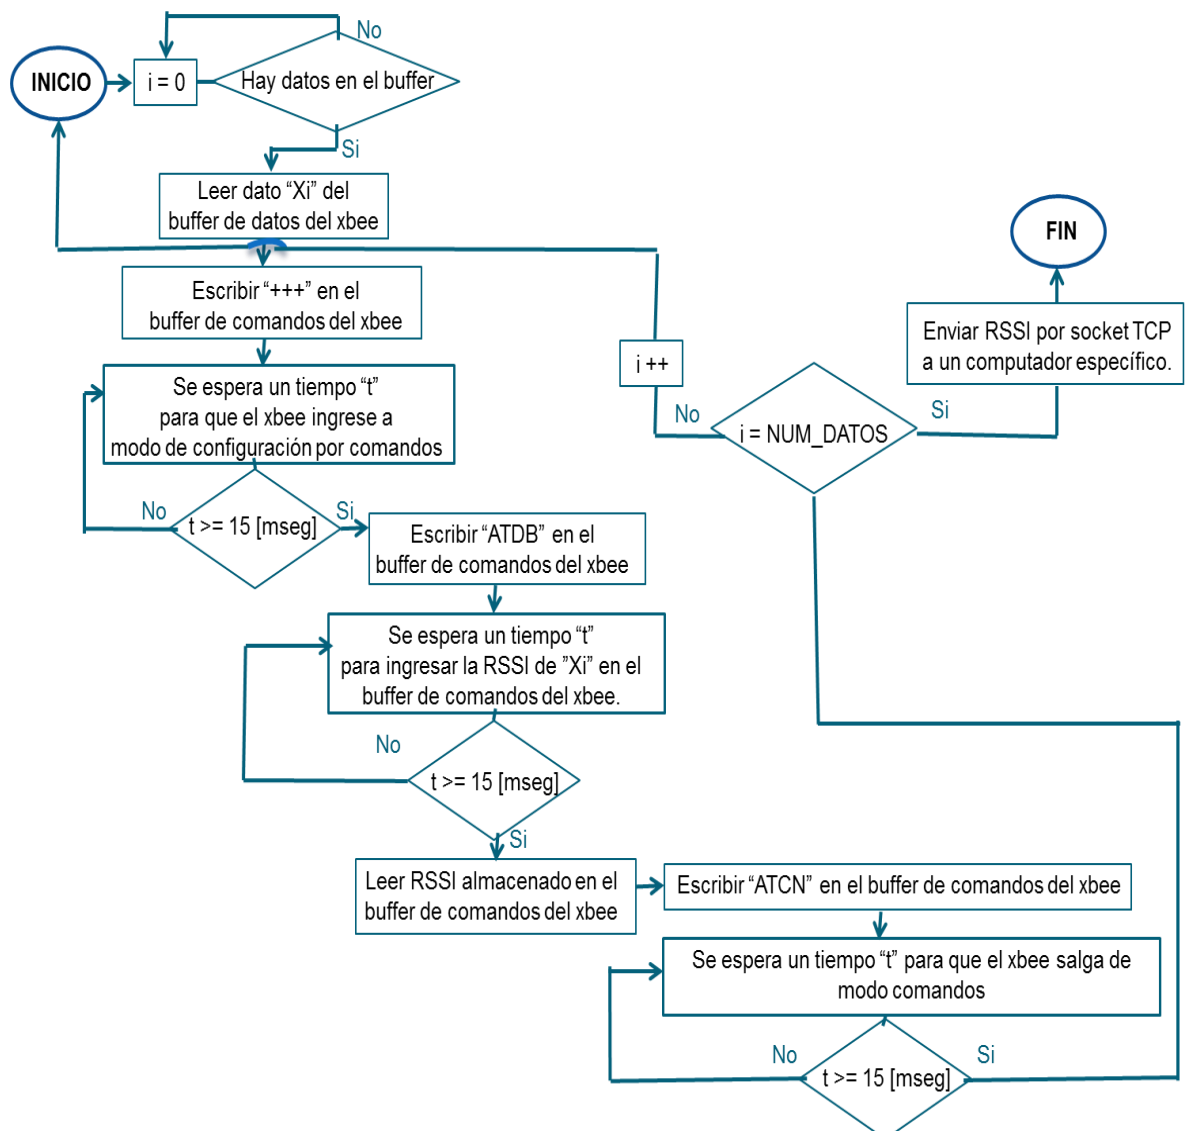 No
INICIO
i = 0
Hay datos en el buffer
Si
Leer dato “Xi” del
buffer de datos del xbee
Escribir “+++” en el
buffer de comandos del xbee
Se espera un tiempo “t”
para que el xbee ingrese a
modo de configuración por comandos
No
t >= 15 [mseg]
Si
Escribir “ATDB” en el
buffer de comandos del xbee
Se espera un tiempo “t”
para ingresar la RSSI de ”Xi” en el
buffer de comandos del xbee.
No
t >= 15 [mseg]
Si
Leer RSSI almacenado en el
buffer de comandos del xbee
Escribir “ATCN” en el buffer de comandos del xbee
Se espera un tiempo “t” para que el xbee salga de
modo comandos
No
t >= 15 [mseg]
Si
i = NUM_DATOS
No
i ++
Si
Enviar RSSI por socket TCP
a un computador específico.
FIN